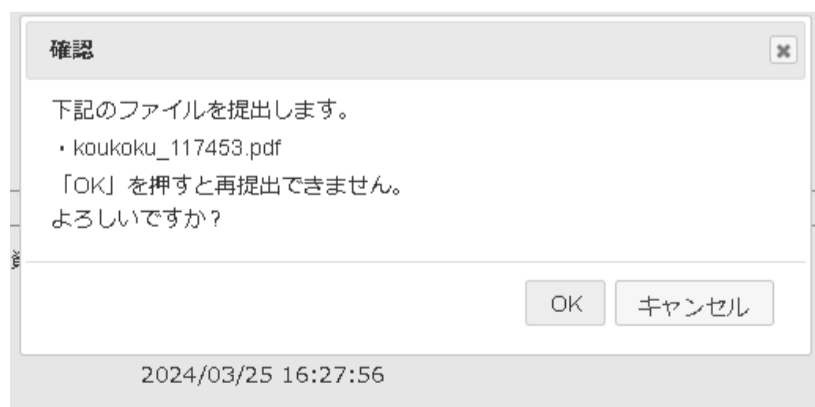 確認
下記のファイルを提出します。
・koukoku_117453.pdf
「OK」を押すと再提出できません。
よろしいですか？
OK キャンセル
2024/03/25 16:27:56